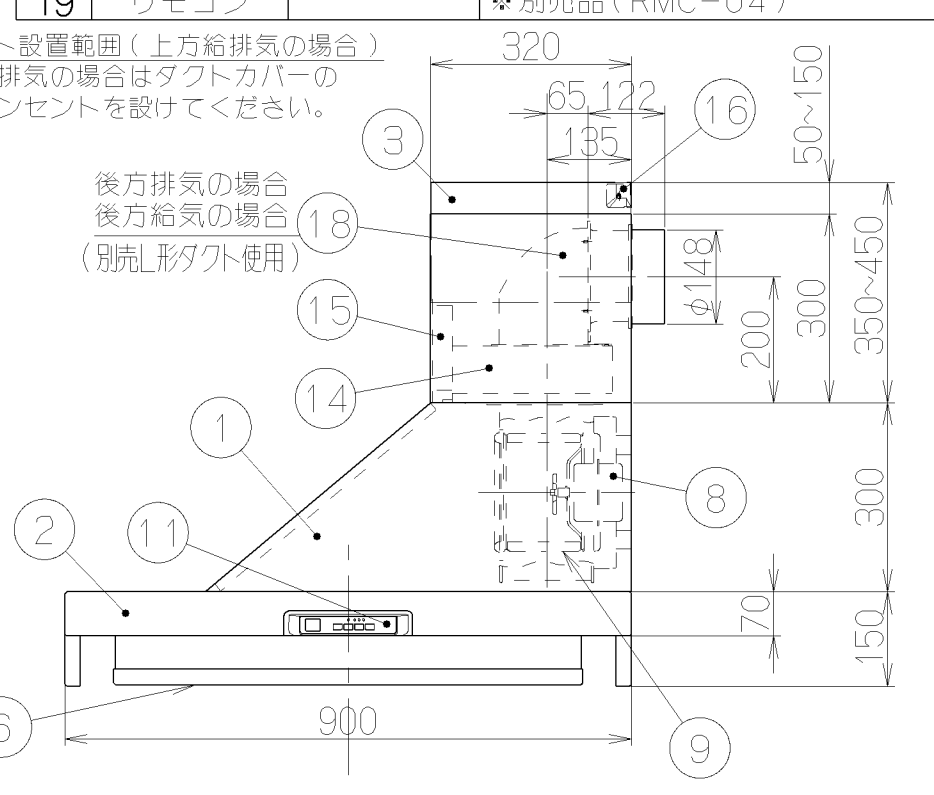 19 リモコン ※別売品(RMC-04)
ト設置範囲(上方給排気の場合)
排気の場合はダクトカバーの
ンセントを設けてください。
320
65 122
135
50~150
3
16
後方排気の場合
後方給気の場合
(別売L形ダクト使用)
18
15
14
φ148
200
300
350~450
1
2
11
8
300
70
150
6
900
9